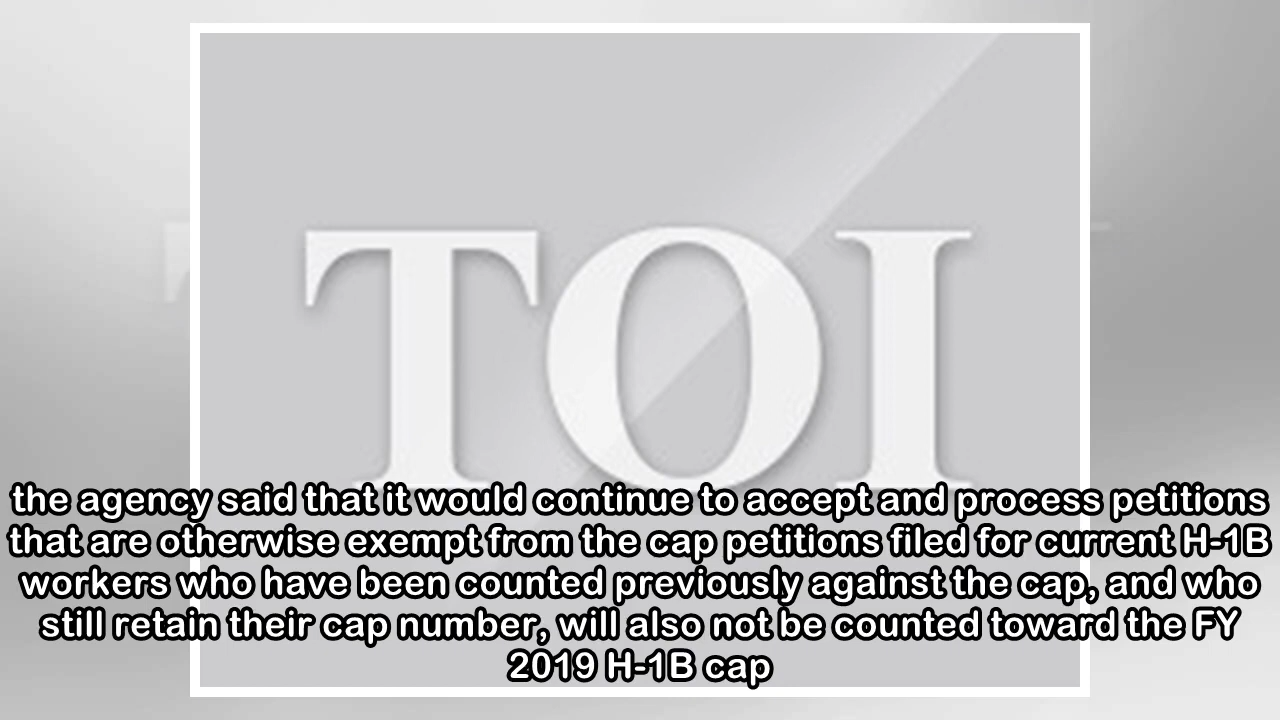 TOI
the agency said that it would continue to accept and process petitions
that are otherwise exempt from the cap petitions filed for current H-1B
workers who have been counted previously against the cap, and who
still retain their cap number, will also not be counted toward the FY
2019 H-1B cap